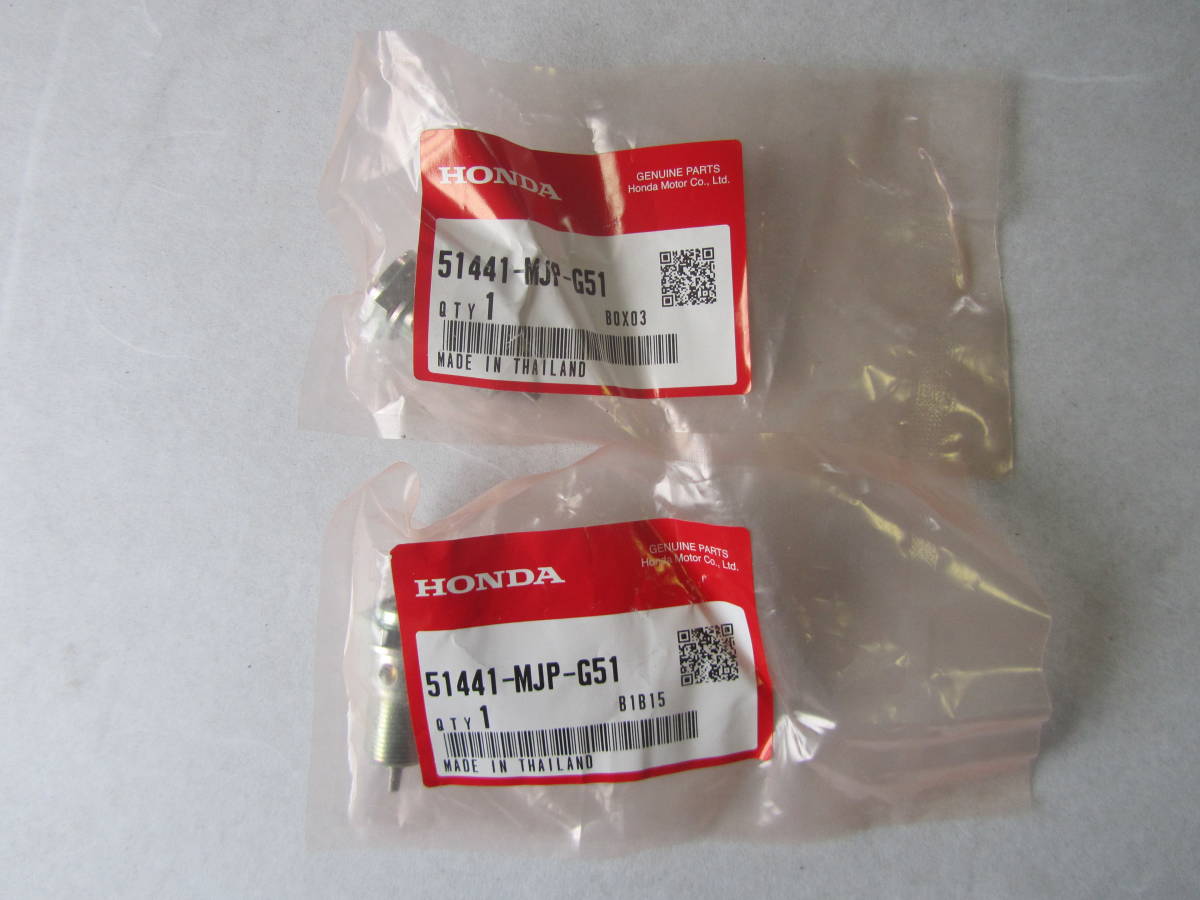 HONDA
GENUINE PARTS
Honda Motor Co., Ltd.
51441-MJP-G51
QTY 1
BOX03
MADE IN THAILAND
HONDA
GENUINE PARTS
Honda Motor Co., Ltd.
51441-MJP-G51
QTY 1
B1B15
MADE IN THAILAND